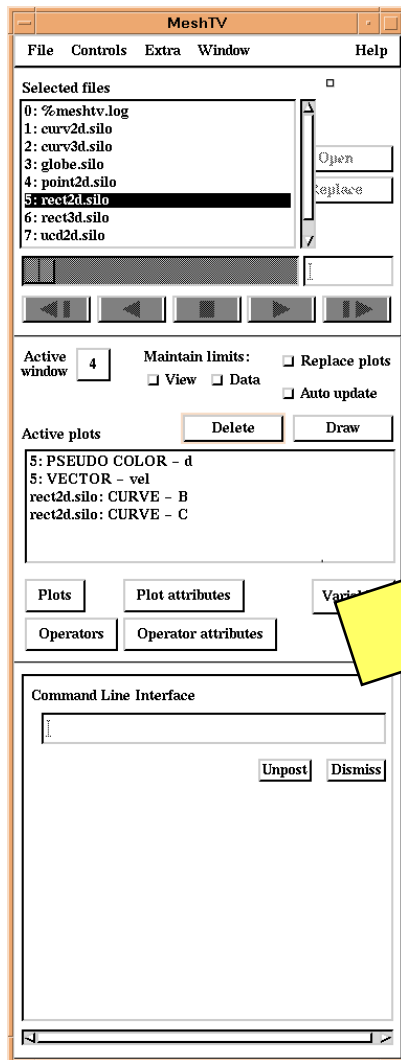 MeshTV
File Controls Extra Window Help
Selected files
0: %meshtv.log
1: curv2d.silo
2: curv3d.silo
3: globe.silo
4: point2d.silo
5: rect2d.silo
6: rect3d.silo
7: ucd2d.silo
Open
Replace
Active window 4
Maintain limits:
View Data
Replace plots
Auto update
Active plots
Delete Draw
5: PSEUDO COLOR – d
5: VECTOR – vel
rect2d.silo: CURVE – B
rect2d.silo: CURVE – C
Plots Plot attributes
Operators Operator attributes
Command Line Interface
Unpost Dismiss